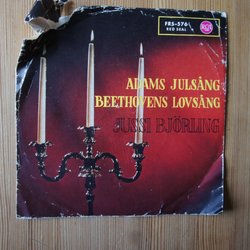 FRS-576
RED SEAL
RCA
ADAMS JULSÅNG
BEETHOVENS LOVSÅNG
JUSSI BJÖRLING